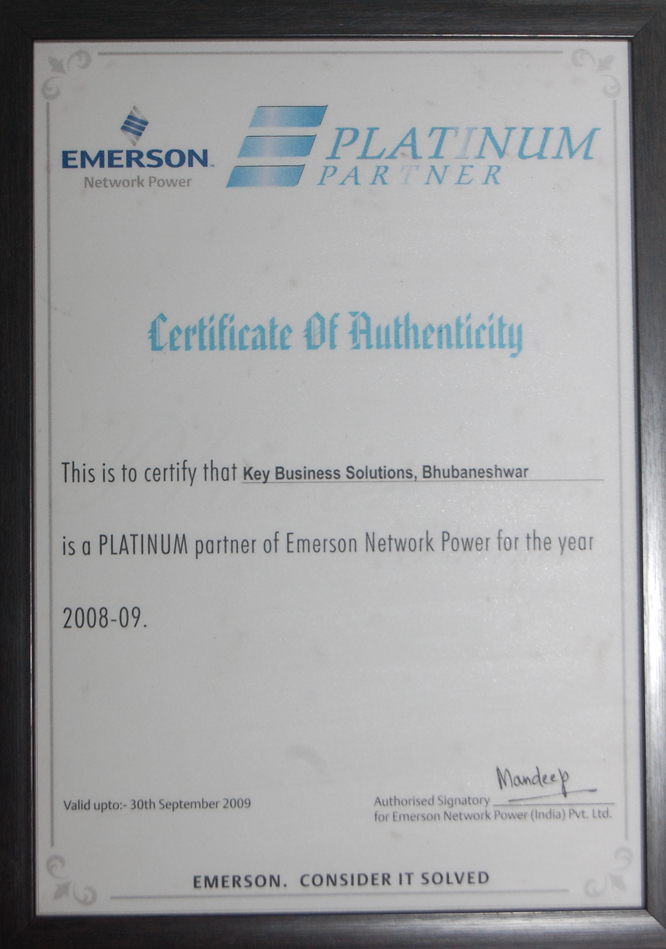 EMERSON™
Network Power
PLATINUM
PARTNER
Certificate Of Authenticity
This is to certify that Key Business Solutions, Bhubaneshwar
is a PLATINUM partner of Emerson Network Power for the year
2008-09.
Valid upto:- 30th September 2009
Mandeep
Authorised Signatory
for Emerson Network Power (India) Pvt. Ltd.
EMERSON. CONSIDER IT SOLVED